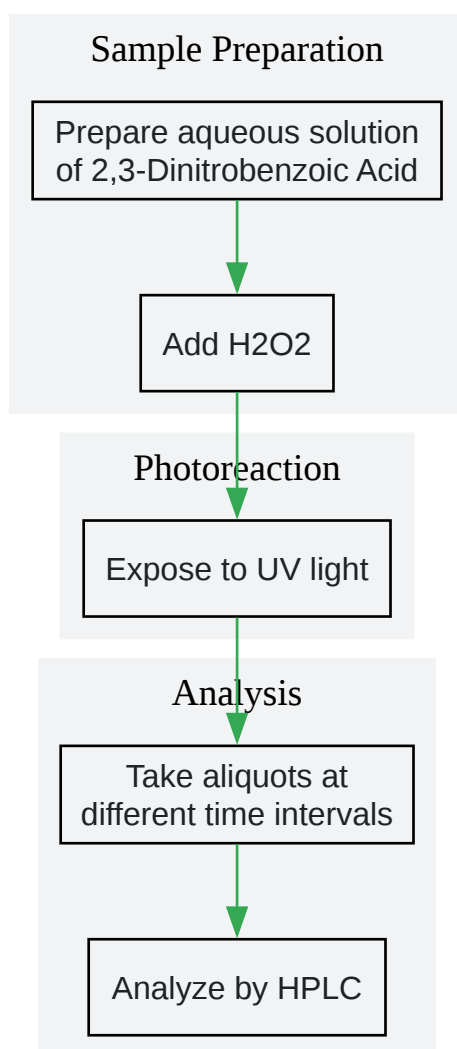 Sample Preparation
Prepare aqueous solution
of 2,3-Dinitrobenzoic Acid
Add H2O2
Photoreaction
Expose to UV light
Analysis
Take aliquots at
different time intervals
Analyze by HPLC